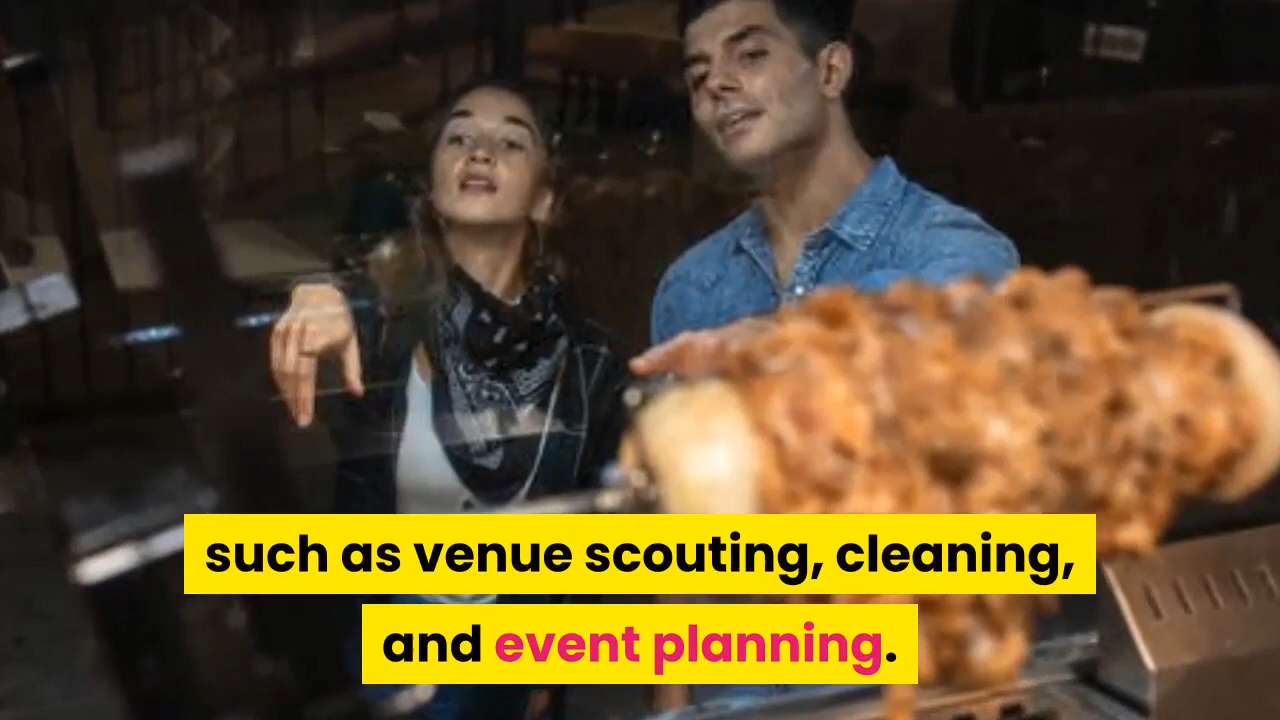 such as venue scouting, cleaning,
and event planning.